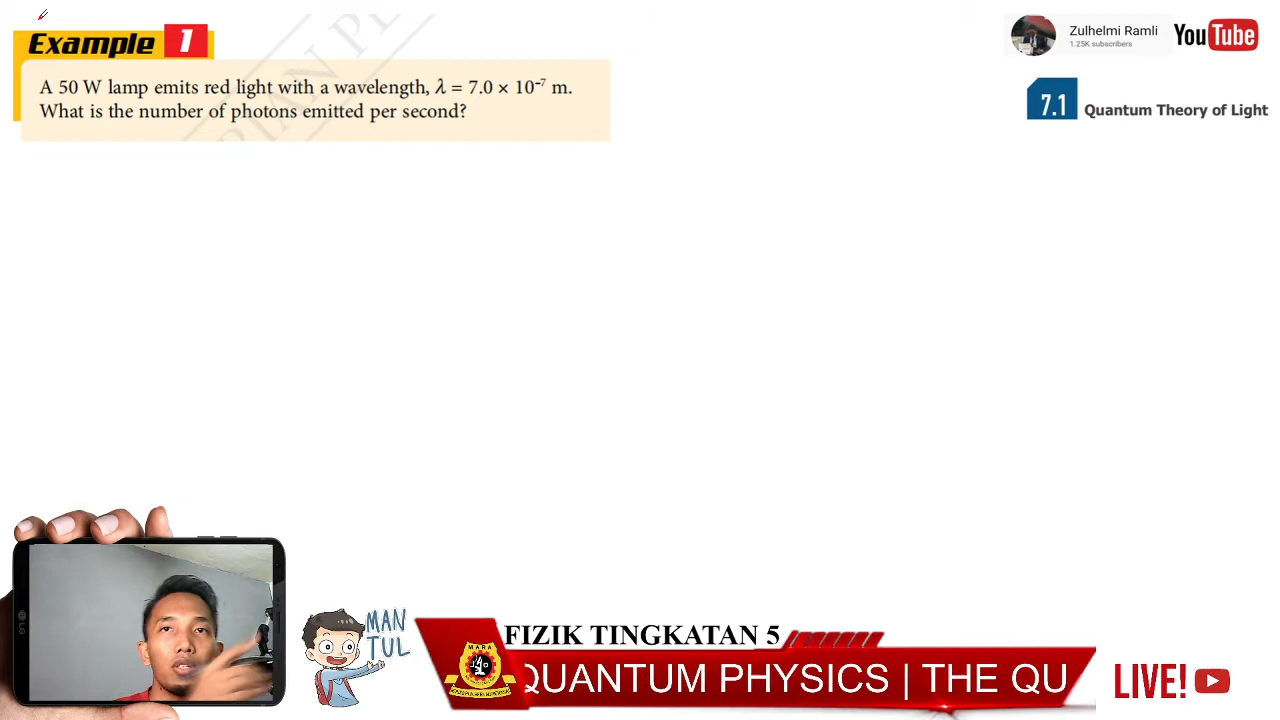 Example 1
A 50 W lamp emits red light with a wavelength, λ = 7.0 × 10⁻⁷ m.
What is the number of photons emitted per second?
Zulhelmi Ramli
1.25K subscribers
YouTube
7.1 Quantum Theory of Light
LG
MAN
TUL
FIZIK TINGKATAN 5
MARA
QUANTUM PHYSICS | THE QU
LIVE!